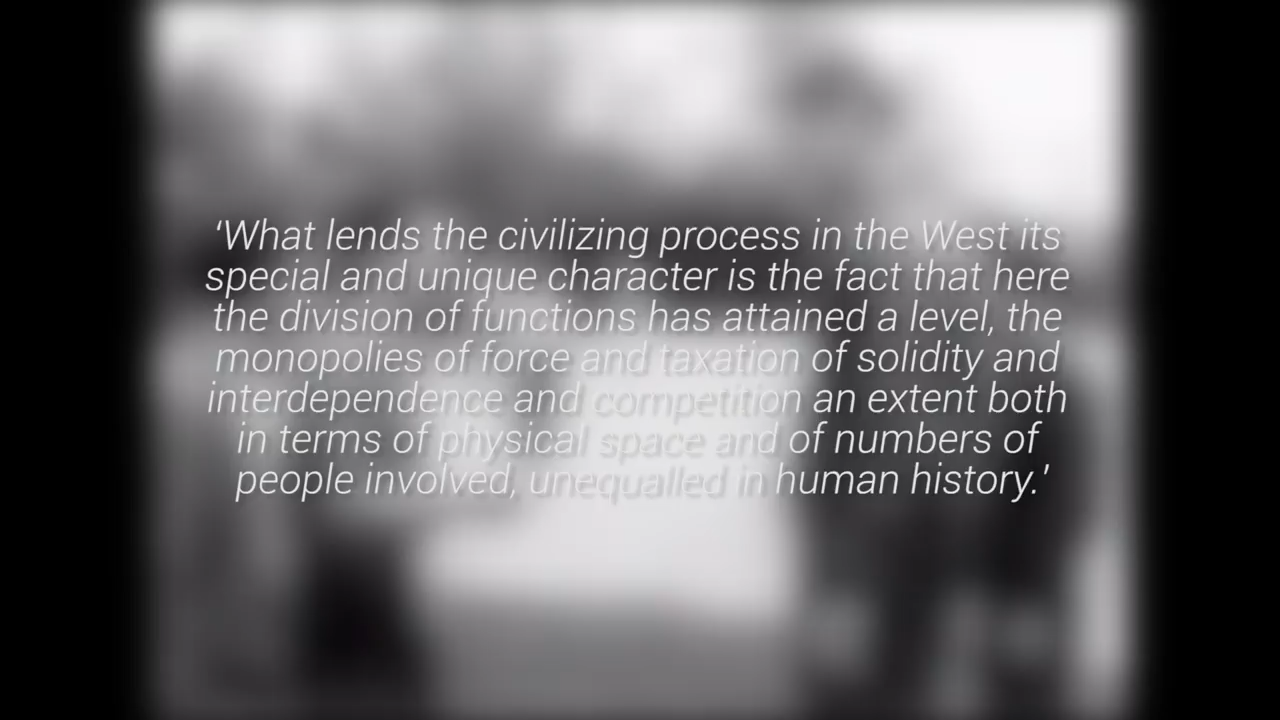 ‘What lends the civilizing process in the West its
special and unique character is the fact that here
the division of functions has attained a level, the
monopolies of force and taxation of solidity and
interdependence and competition an extent both
in terms of physical space and of numbers of
people involved, unequalled in human history.'